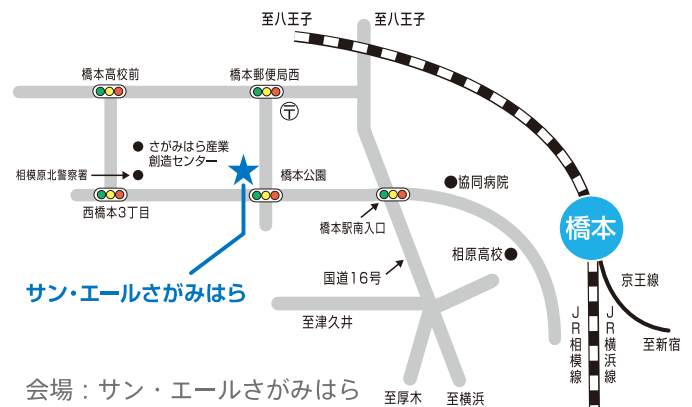 至八王子
至八王子
橋本高校前
橋本郵便局西
〒
さがみはら産業
創造センター
相模原北警察署
橋本公園
協同病院
西橋本3丁目
橋本駅南入口
橋本
相原高校
国道16号
京王線
サン・エールさがみはら
至津久井
JR相模線
JR横浜線
至新宿
会場：サン・エールさがみはら
至厚木
至横浜